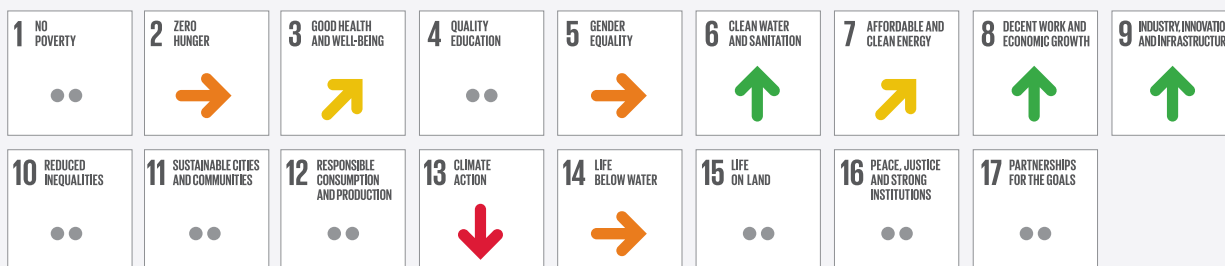 1 NO
POVERTY
2 ZERO
HUNGER
3 GOOD HEALTH
AND WELL-BEING
4 QUALITY
EDUCATION
5 GENDER
EQUALITY
6 CLEAN WATER
AND SANITATION
7 AFFORDABLE AND
CLEAN ENERGY
8 DECENT WORK AND
ECONOMIC GROWTH
9 INDUSTRY, INNOVATIO
AND INFRASTRUCTUR
10 REDUCED
INEQUALITIES
11 SUSTAINABLE CITIES
AND COMMUNITIES
12 RESPONSIBLE
CONSUMPTION
AND PRODUCTION
13 CLIMATE
ACTION
14 LIFE
BELOW WATER
15 LIFE
ON LAND
16 PEACE, JUSTICE
AND STRONG
INSTITUTIONS
17 PARTNERSHIPS
FOR THE GOALS